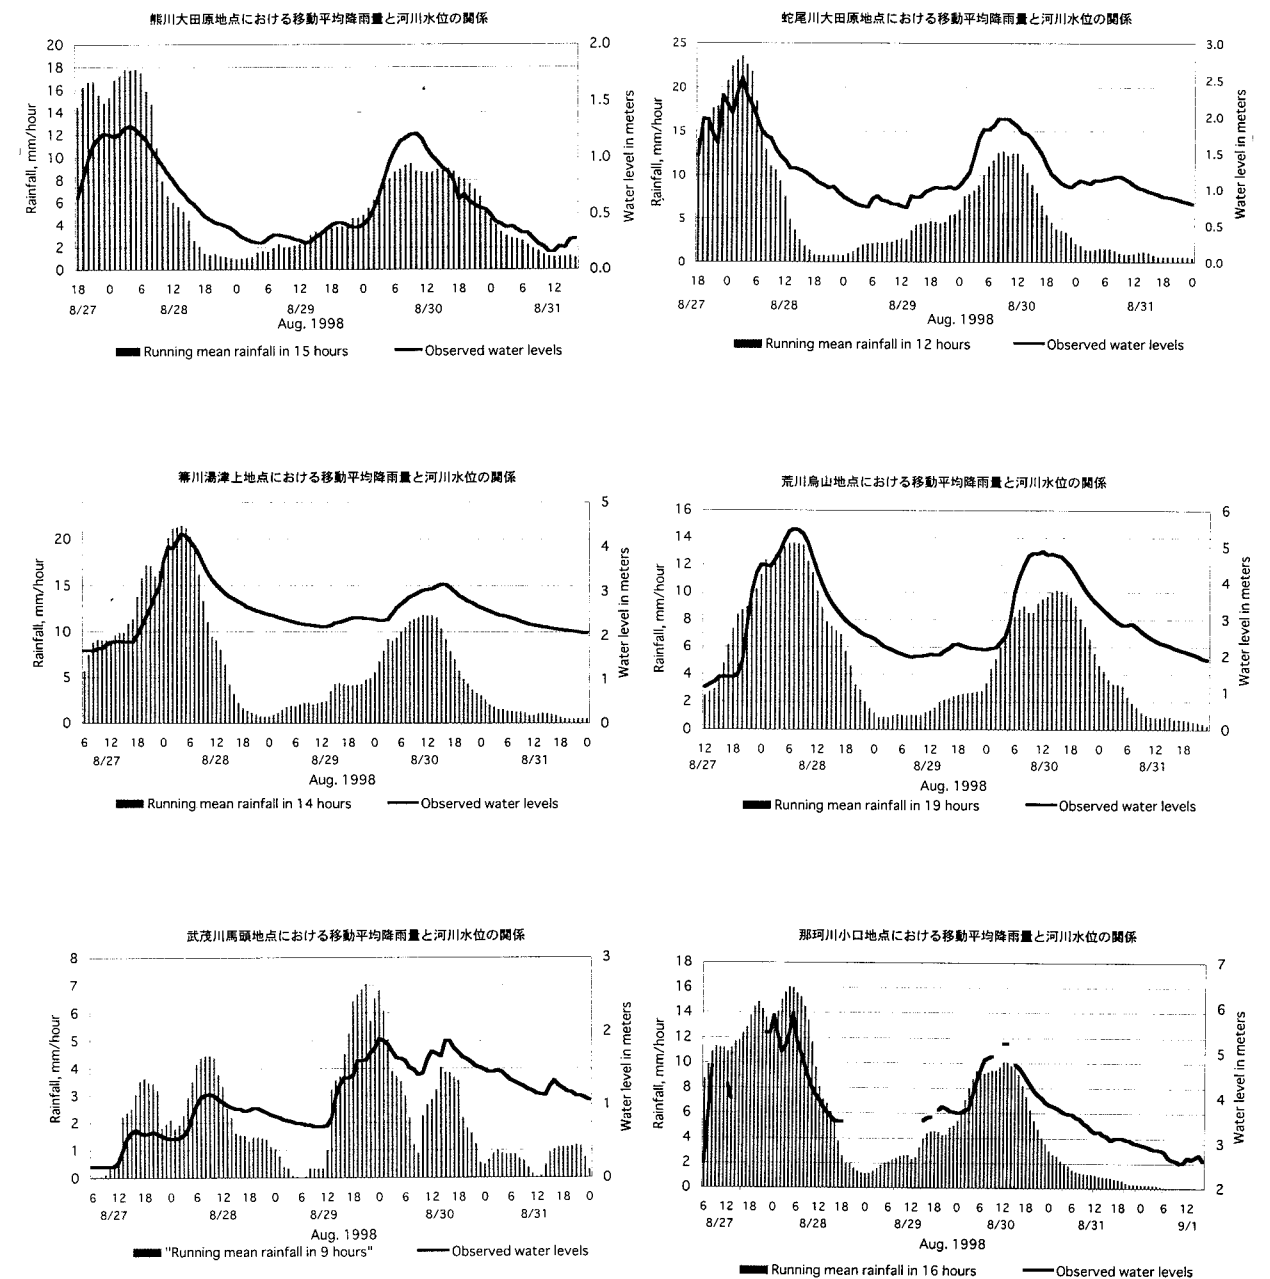 熊川大田原地点における移動平均降雨量と河川水位の関係
20
18
16
14
12
10
8
6
4
2
0
Rainfall, mm/hour
2.0
1.5
1.0
0.5
0.0
Water level in meters
18 0 6 12 18 0 6 12 18 0 6 12 18 0 6 12
8/27 8/28 8/29 8/30 8/31
Aug. 1998
Running mean rainfall in 15 hours Observed water levels
蛇尾川大田原地点における移動平均降雨量と河川水位の関係
25
20
15
10
5
0
Rainfall, mm/hour
3.0
2.5
2.0
1.5
1.0
0.5
0.0
Water level in meters
18 0 6 12 18 0 6 12 18 0 6 12 18 0 6 12 18 0
8/27 8/28 8/29 8/30 8/31
Aug. 1998
Running mean rainfall in 12 hours Observed water levels
箒川湯津上地点における移動平均降雨量と河川水位の関係
20
15
10
5
0
Rainfall, mm/hour
5
4
3
2
1
0
Water level in meters
6 12 18 0 6 12 18 0 6 12 18 0 6 12 18 0 6 12 18 0
8/27 8/28 8/29 8/30 8/31
Aug. 1998
Running mean rainfall in 14 hours Observed water levels
荒川烏山地点における移動平均降雨量と河川水位の関係
16
14
12
10
8
6
4
2
0
Rainfall, mm/hour
6
5
4
3
2
1
0
Water level in meters
12 18 0 6 12 18 0 6 12 18 0 6 12 18 0 6 12 18
8/27 8/28 8/29 8/30 8/31
Aug. 1998
Running mean rainfall in 19 hours Observed water levels
武茂川馬頭地点における移動平均降雨量と河川水位の関係
8
7
6
5
4
3
2
1
0
Rainfall, mm/hour
3
2
1
0
Water level in meters
6 12 18 0 6 12 18 0 6 12 18 0 6 12 18 0 6 12 18 0
8/27 8/28 8/29 8/30 8/31
Aug. 1998
"Running mean rainfall in 9 hours" Observed water levels
那珂川小口地点における移動平均降雨量と河川水位の関係
18
16
14
12
10
8
6
4
2
0
Rainfall, mm/hour
7
6
5
4
3
2
Water level in meters
6 12 18 0 6 12 18 0 6 12 18 0 6 12 18 0 6 12 18 0 6 12
8/27 8/28 8/29 8/30 8/31 9/1
Aug. 1998
Running mean rainfall in 16 hours Observed water levels